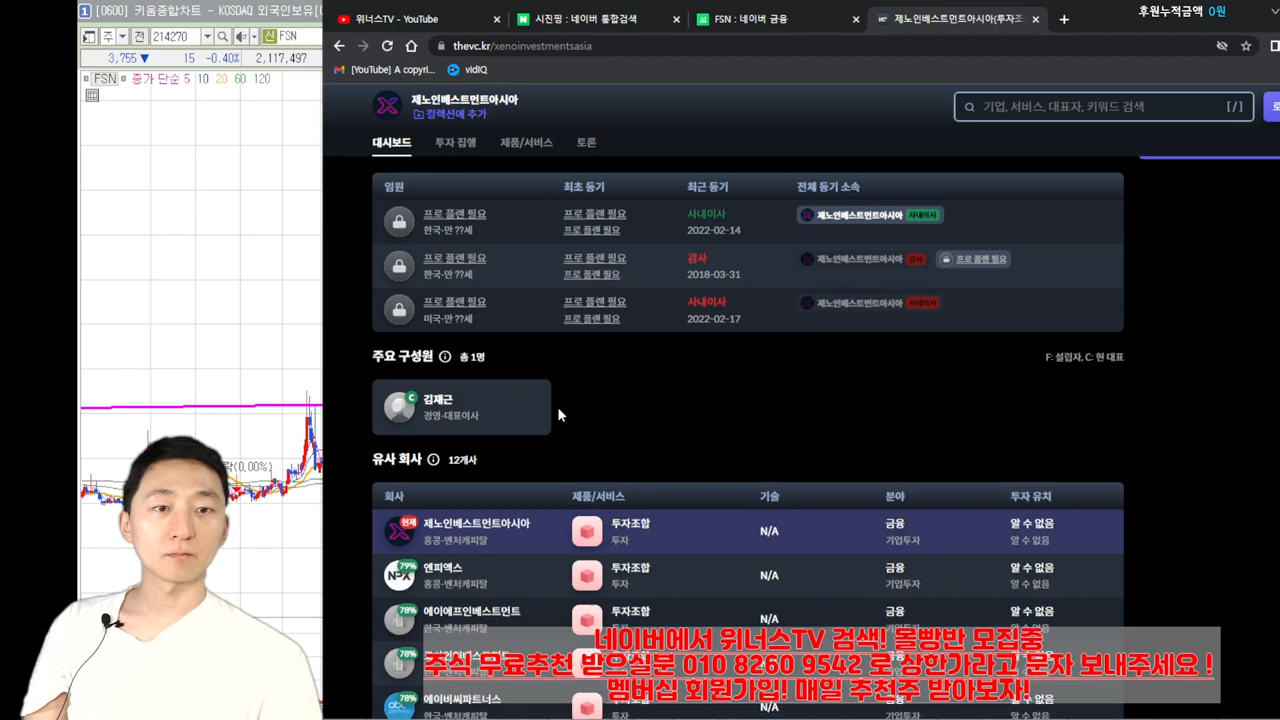 [0600] 키움종합차트 - KOSDAQ 외국인보유(
주 전 214270 신 FSN
3,755 ▼ 15 -0.40% 2,117,497
FSN 종가 단순 5 10 20 60 120
(0.00%)
위너스TV - YouTube
시진핑 : 네이버 통합검색
FSN : 네이버 금융
제노인베스트먼트아시아(투자조
후원누적금액 0원
thevc.kr/xenoinvestmentsasia
[YouTube] A copyri...
vidIQ
제노인베스트먼트아시아
컬렉션에 추가
기업, 서비스, 대표자, 키워드 검색 [/]
대시보드 투자 집행 제품/서비스 토론
임원 최초 등기 최근 등기 전체 등기 소속
프로 플랜 필요 프로 플랜 필요 사내이사 제노인베스트먼트아시아 사내이사
한국·만 ??세 프로 플랜 필요 2022-02-14
프로 플랜 필요 프로 플랜 필요 감사 제노인베스트먼트아시아 감사 프로 플랜 필요
한국·만 ??세 프로 플랜 필요 2018-03-31
프로 플랜 필요 프로 플랜 필요 사내이사 제노인베스트먼트아시아 사내이사
미국·만 ??세 프로 플랜 필요 2022-02-17
주요 구성원 총 1명 F: 설립자, C: 현 대표
C 김재근
경영·대표이사
유사 회사 12개사
회사 제품/서비스 기술 분야 투자 유치
현재 제노인베스트먼트아시아 투자조합 N/A 금융 알 수 없음
홍콩·벤처캐피탈 투자 기업투자 알 수 없음
79% NPX 엔피엑스 투자조합 N/A 금융 알 수 없음
홍콩·벤처캐피탈 투자 기업투자 알 수 없음
78% 에이에프인베스트먼트 투자조합 N/A 금융 알 수 없음
네이버에서 위너스TV 검색! 몰빵반 모집중
주식 무료추천 받으실분 010 8260 9542 로 상한가라고 문자 보내주세요 !
멤버십 회원가입! 매일 추천주 받아보자!
78%
78% 에이비씨파트너스 투자조합 N/A 금융 알 수 없음